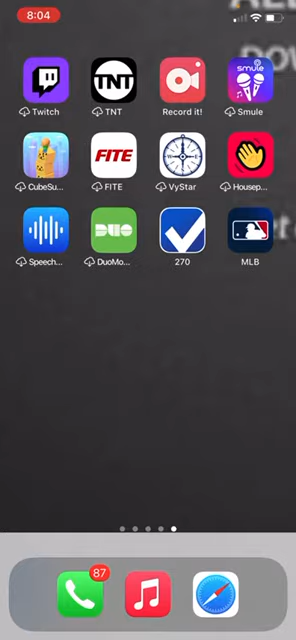 8:04
Twitch
TNT
TNT
Record it!
smule
Smule
CubeSu...
FITE
FITE
VyStar
Housep...
Speech...
DUO
DuoMo...
270
MLB
87